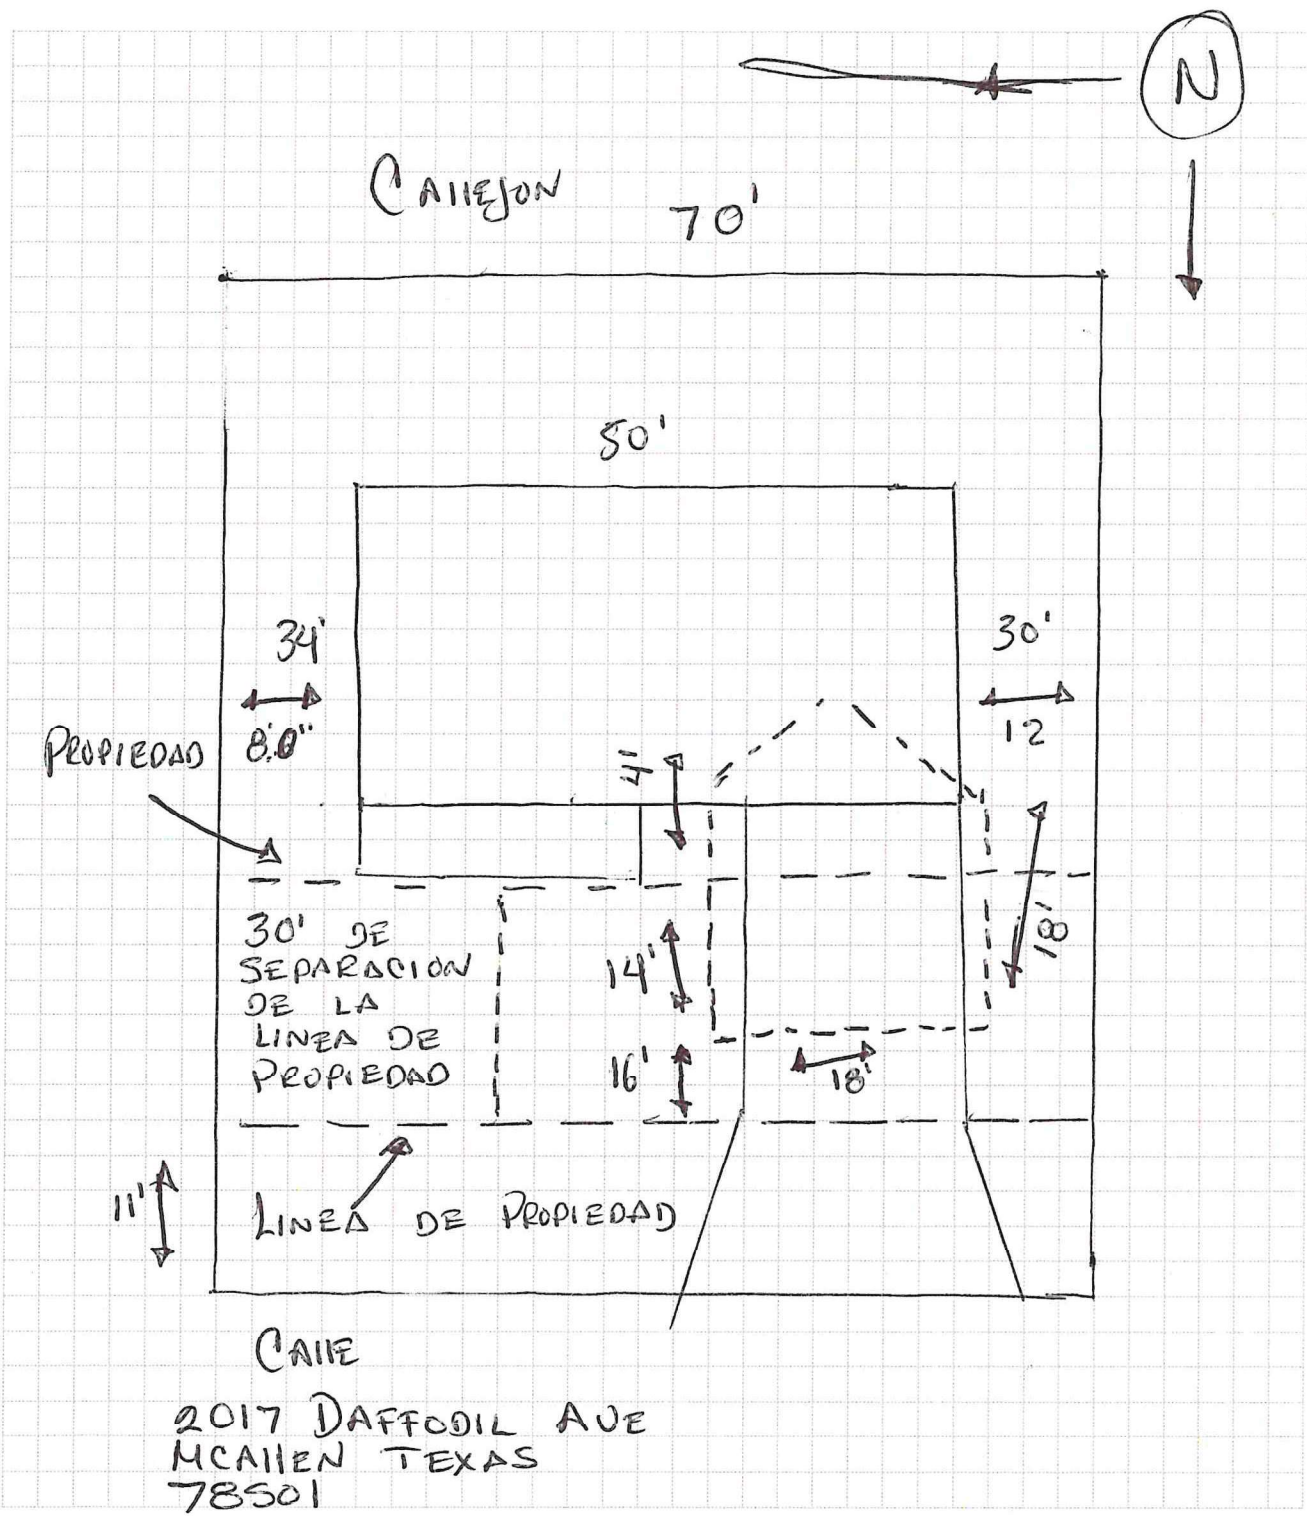 N
CALLEJON
70'
50'
34'
30'
8'.0"
12
PROPIEDAD
4'
18'
30' DE
SEPARACION
DE LA
LINEA DE
PROPIEDAD
14'
16'
18'
11'
LINEA DE PROPIEDAD
CALLE
2017 DAFFODIL AVE
MCALLEN TEXAS
78501